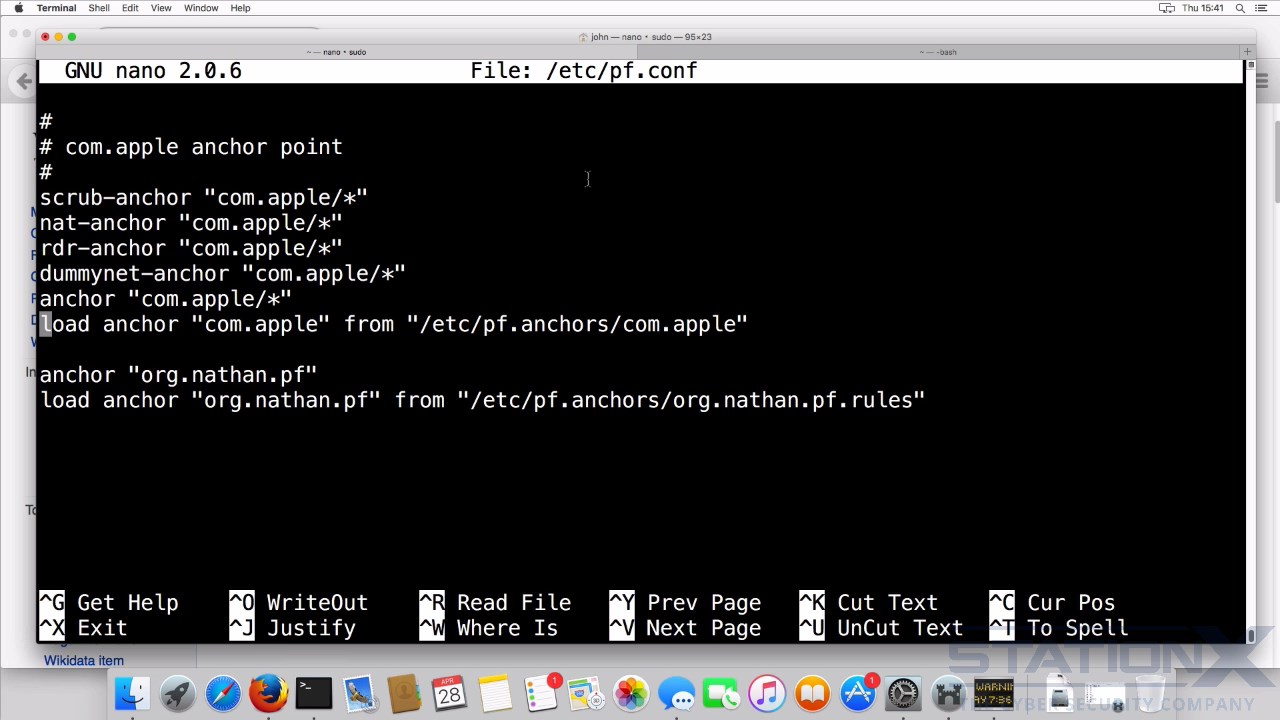 Terminal Shell Edit View Window Help Thu 15:41
john — nano • sudo — 95×23
~ — nano • sudo ~ — -bash
GNU nano 2.0.6 File: /etc/pf.conf
#
# com.apple anchor point
#
scrub-anchor "com.apple/*"
nat-anchor "com.apple/*"
rdr-anchor "com.apple/*"
dummynet-anchor "com.apple/*"
anchor "com.apple/*"
load anchor "com.apple" from "/etc/pf.anchors/com.apple"
anchor "org.nathan.pf"
load anchor "org.nathan.pf" from "/etc/pf.anchors/org.nathan.pf.rules"
^G Get Help ^O WriteOut ^R Read File ^Y Prev Page ^K Cut Text ^C Cur Pos
^X Exit ^J Justify ^W Where Is ^V Next Page ^U UnCut Text ^T To Spell
Wikidata item
STATIONX
CYBER SECURITY COMPANY
APR
28
1
1